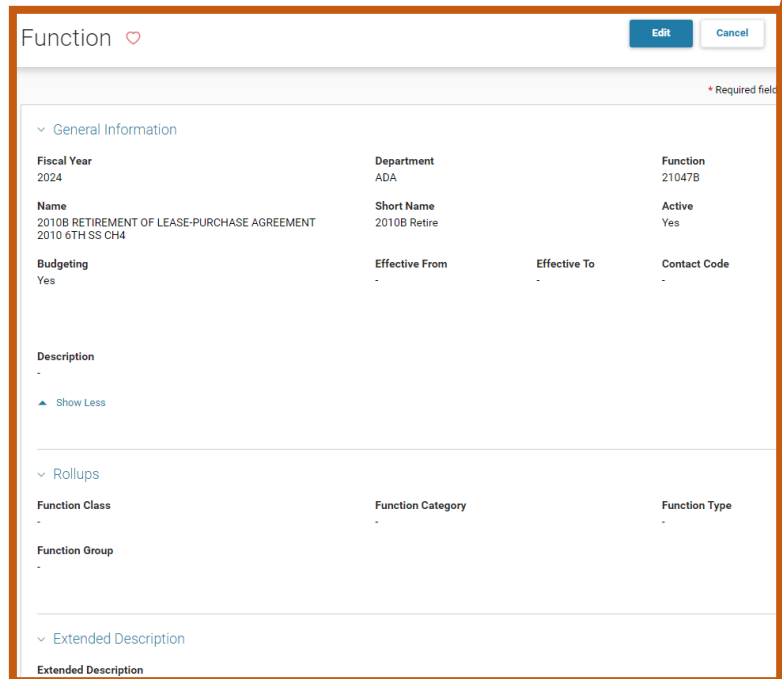 Function
Edit
Cancel
* Required field
General Information
Fiscal Year
Department
Function
2024
ADA
21047B
Name
Short Name
Active
2010B RETIREMENT OF LEASE-PURCHASE AGREEMENT
2010 6TH SS CH4
2010B Retire
Yes
Budgeting
Effective From
Effective To
Contact Code
Yes
-
-
-
Description
-
Show Less
Rollups
Function Class
Function Category
Function Type
-
-
-
Function Group
-
Extended Description
Extended Description